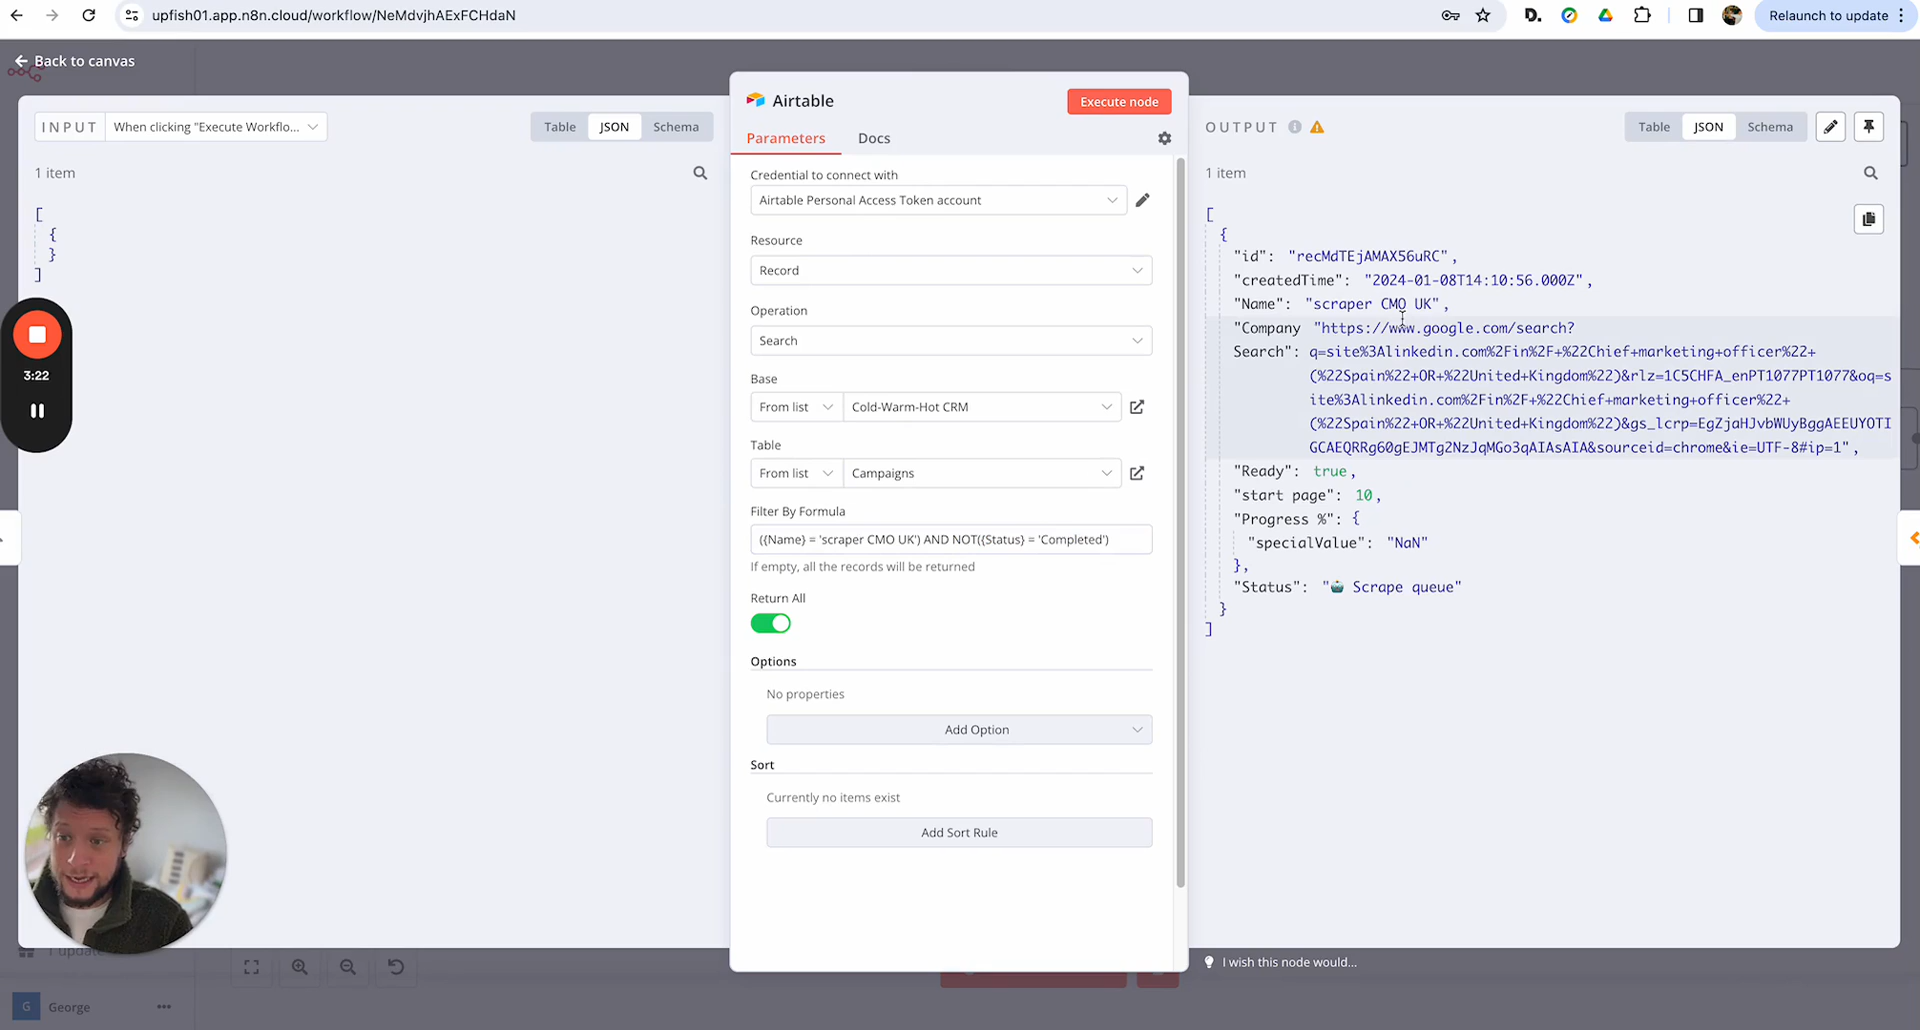 upfish01.app.n8n.cloud/workflow/NeMdvjhAExFCHdaN
D.
Relaunch to update
Back to canvas
INPUT
When clicking "Execute Workflo...
Table
JSON
Schema
1 item
[
{
}
]
3:22
Airtable
Execute node
Parameters
Docs
Credential to connect with
Airtable Personal Access Token account
Resource
Record
Operation
Search
Base
From list
Cold-Warm-Hot CRM
Table
From list
Campaigns
Filter By Formula
({Name} = 'scraper CMO UK') AND NOT({Status} = 'Completed')
If empty, all the records will be returned
Return All
Options
No properties
Add Option
Sort
Currently no items exist
Add Sort Rule
OUTPUT
Table
JSON
Schema
1 item
[
{
"id": "recMdTEjAMAX56uRC",
"createdTime": "2024-01-08T14:10:56.000Z",
"Name": "scraper CMO UK",
"Company "https://www.google.com/search?
Search": q=site%3Alinkedin.com%2Fin%2F+%22Chief+marketing+officer%22+
(%22Spain%22+OR+%22United+Kingdom%22)&rlz=1C5CHFA_enPT1077PT1077&oq=s
ite%3Alinkedin.com%2Fin%2F+%22Chief+marketing+officer%22+
(%22Spain%22+OR+%22United+Kingdom%22)&gs_lcrp=EgZjaHJvbWUyBggAEEUYOTI
GCAEQRRg60gEJMTg2NzJqMGo3qAIAsAIA&sourceid=chrome&ie=UTF-8#ip=1",
"Ready": true,
"start page": 10,
"Progress %": {
"specialValue": "NaN"
},
"Status": "🤖 Scrape queue"
}
]
I wish this node would...
G
George